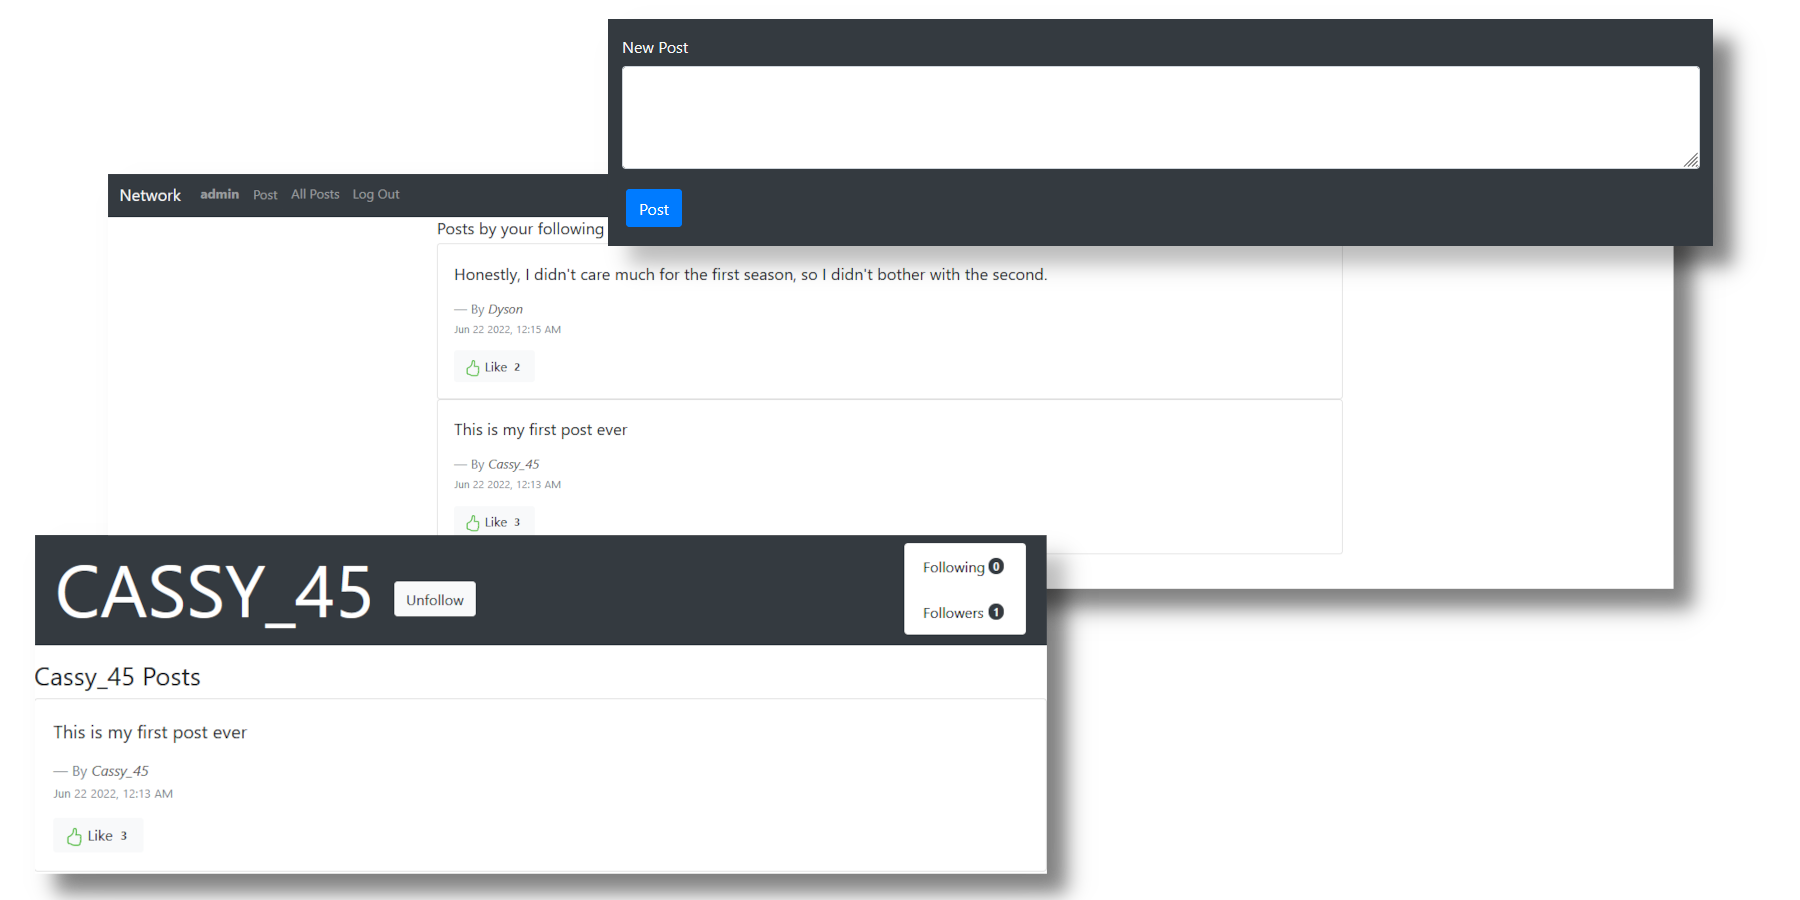 New Post
Post
Network admin Post All Posts Log Out
Posts by your following
Honestly, I didn't care much for the first season, so I didn't bother with the second.
— By Dyson
Jun 22 2022, 12:15 AM
Like 2
This is my first post ever
— By Cassy_45
Jun 22 2022, 12:13 AM
Like 3
CASSY_45 Unfollow
Following 0
Followers 1
Cassy_45 Posts
This is my first post ever
— By Cassy_45
Jun 22 2022, 12:13 AM
Like 3